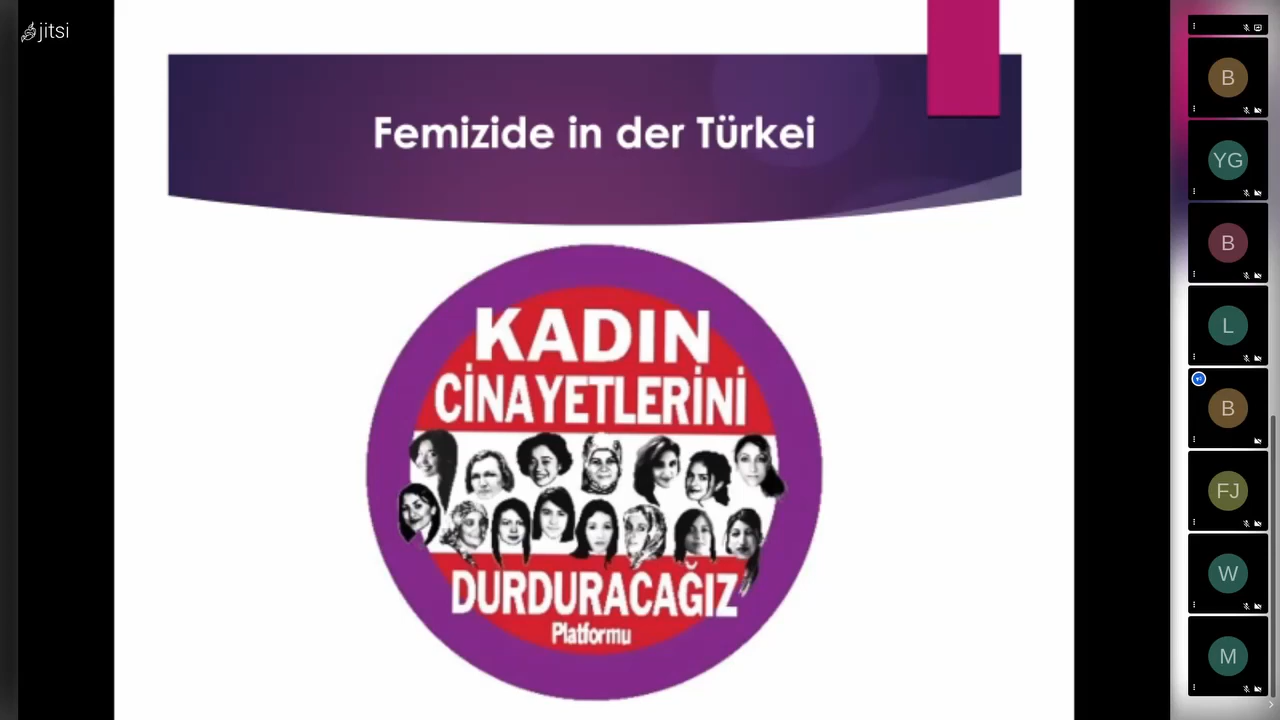 jitsi
Femizide in der Türkei
KADIN
CİNAYETLERİNİ
DURDURACAĞIZ
Platformu
B
YG
B
L
B
FJ
W
M